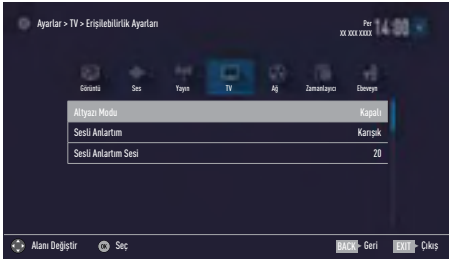 Ayarlar > TV > Erişilebilirlik Ayarları
Per
XX XXX XXXX
14:00
Görüntü Ses Yayın TV Ağ Zamanlayıcı Ebeveyn
Altyazı Modu Kapalı
Sesli Anlartım Karışık
Sesli Anlartım Sesi 20
Alanı Değiştir OK Seç BACK Geri EXIT Çıkış